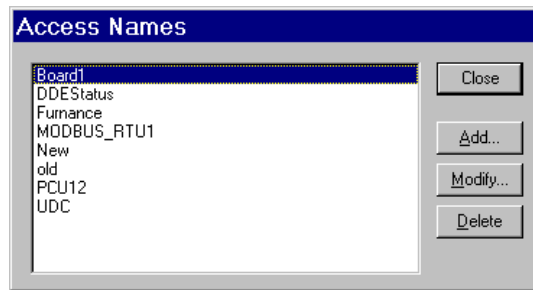 Access Names
Board1
DDEStatus
Furnance
MODBUS_RTU1
New
old
PCU12
UDC
Close
Add...
Modify...
Delete